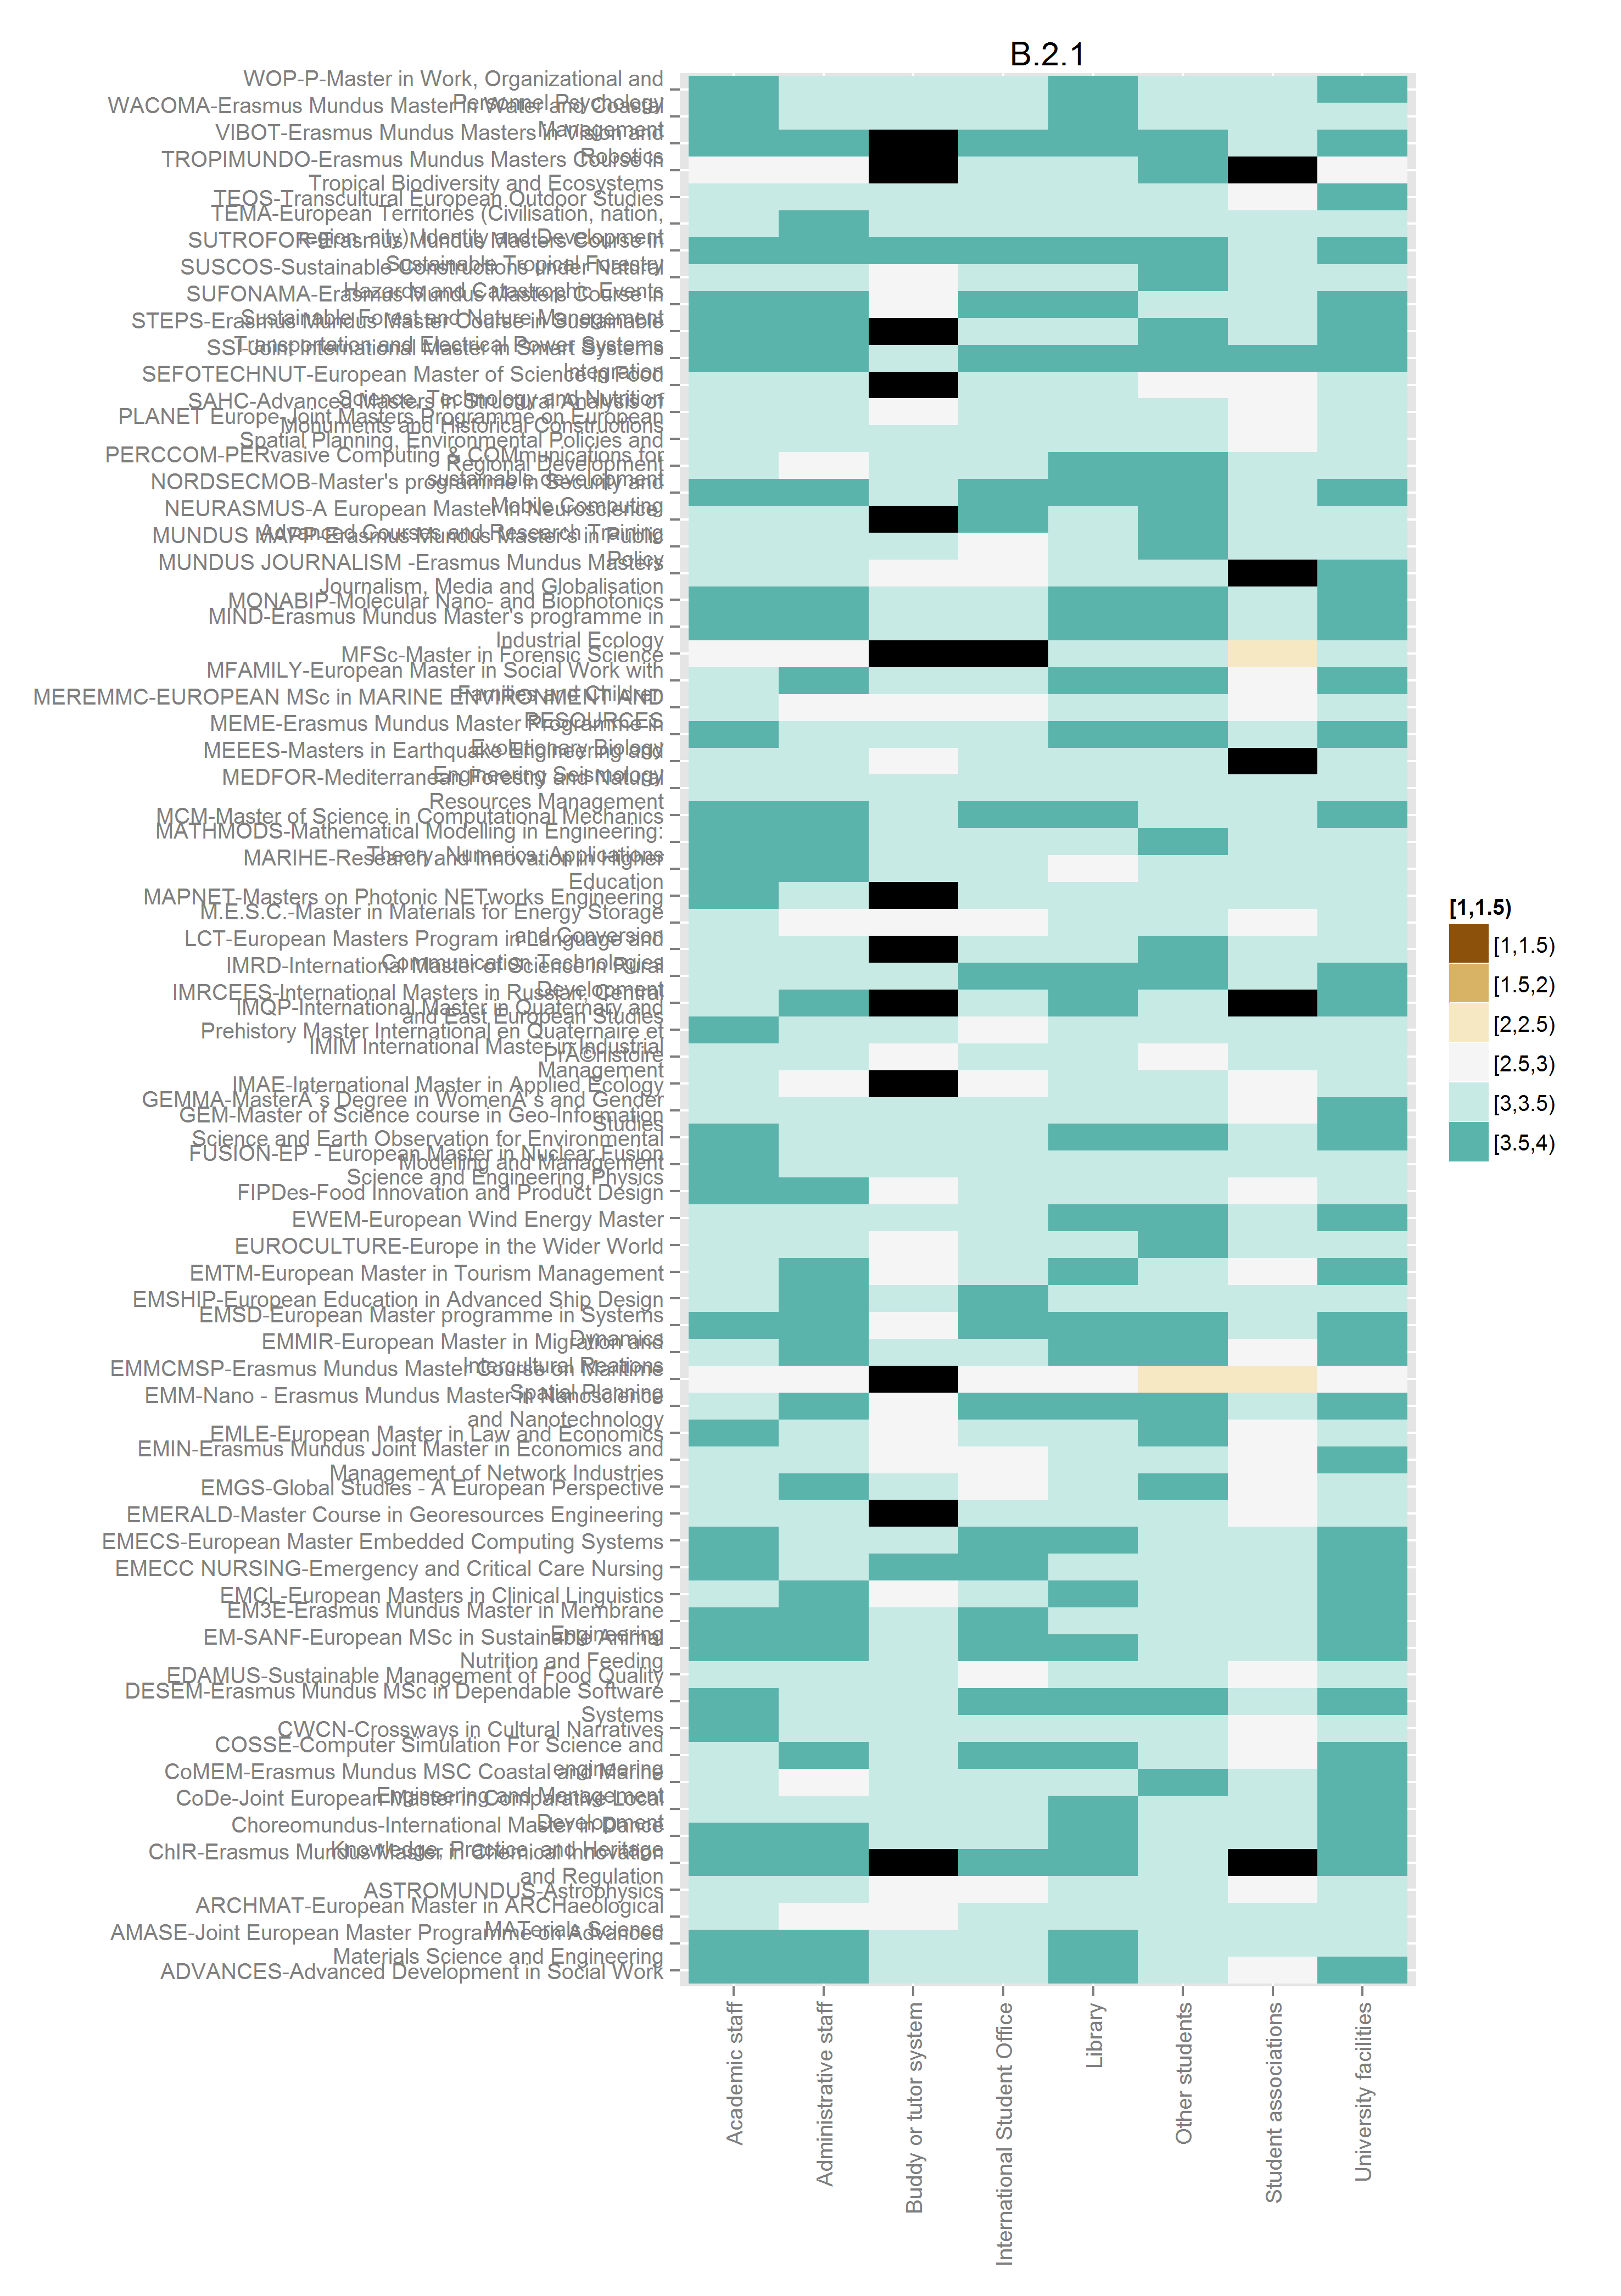 B.2.1
WOP-P-Master in Work, Organizational and
Personnel Psychology
WACOMA-Erasmus Mundus Master in Water and Coastal
Management
VIBOT-Erasmus Mundus Masters in Vision and
Robotics
TROPIMUNDO-Erasmus Mundus Masters Course in
Tropical Biodiversity and Ecosystems
TEOS-Transcultural European Outdoor Studies
TEMA-European Territories (Civilisation, nation,
region, city): Identity and Development
SUTROFOR-Erasmus Mundus Masters Course in
Sustainable Tropical Forestry
SUSCOS-Sustainable Constructions under Natural
Hazards and Catastrophic Events
SUFONAMA-Erasmus Mundus Masters Course in
Sustainable Forest and Nature Management
STEPS-Erasmus Mundus Master Course in Sustainable
Transportation and Electrical Power Systems
SSI-Joint International Master in Smart Systems
Integration
SEFOTECHNUT-European Master of Science in Food
Science, Technology and Nutrition
SAHC-Advanced Masters in Structural Analysis of
Monuments and Historical Constructions
PLANET Europe-Joint Masters Programme on European
Spatial Planning, Environmental Policies and
Regional Development
PERCCOM-PERvasive Computing & COMmunications for
sustainable development
NORDSECMOB-Master's programme in Security and
Mobile Computing
NEURASMUS-A European Master in Neuroscience:
Advanced Courses and Research Training
MUNDUS MAPP-Erasmus Mundus Master's in Public
Policy
MUNDUS JOURNALISM -Erasmus Mundus Masters
Journalism, Media and Globalisation
MONABIP-Molecular Nano- and Biophotonics
MIND-Erasmus Mundus Master's programme in
Industrial Ecology
MFSc-Master in Forensic Science
MFAMILY-European Master in Social Work with
Families and Children
MEREMMC-EUROPEAN MSc in MARINE ENVIRONMENT AND
RESOURCES
MEME-Erasmus Mundus Master Programme in
Evolutionary Biology
MEEES-Masters in Earthquake Engineering and
Engineering Seismology
MEDFOR-Mediterranean Forestry and Natural
Resources Management
MCM-Master of Science in Computational Mechanics
MATHMODS-Mathematical Modelling in Engineering:
Theory, Numerics, Applications
MARIHE-Research and Innovation in Higher
Education
MAPNET-Masters on Photonic NETworks Engineering
M.E.S.C.-Master in Materials for Energy Storage
and Conversion
LCT-European Masters Program in Language and
Communication Technologies
IMRD-International Master of Science in Rural
Development
IMRCEES-International Masters in Russian, Central
and East European Studies
IMQP-International Master in Quaternary and
Prehistory Master International en Quaternaire et
PrÃ©histoire
IMIM International Master in Industrial
Management
IMAE-International Master in Applied Ecology
GEMMA-MasterÂ´s Degree in WomenÂ´s and Gender
Studies
GEM-Master of Science course in Geo-Information
Science and Earth Observation for Environmental
Modelling and Management
FUSION-EP - European Master in Nuclear Fusion
Science and Engineering Physics
FIPDes-Food Innovation and Product Design
EWEM-European Wind Energy Master
EUROCULTURE-Europe in the Wider World
EMTM-European Master in Tourism Management
EMSHIP-European Education in Advanced Ship Design
EMSD-European Master programme in Systems
Dynamics
EMMIR-European Master in Migration and
Intercultural Reations
EMMCMSP-Erasmus Mundus Master Course on Maritime
Spatial Planning
EMM-Nano - Erasmus Mundus Master in Nanoscience
and Nanotechnology
EMLE-European Master in Law and Economics
EMIN-Erasmus Mundus Joint Master in Economics and
Management of Network Industries
EMGS-Global Studies - A European Perspective
EMERALD-Master Course in Georesources Engineering
EMECS-European Master Embedded Computing Systems
EMECC NURSING-Emergency and Critical Care Nursing
EMCL-European Masters in Clinical Linguistics
EM3E-Erasmus Mundus Master in Membrane
Engineering
EM-SANF-European MSc in Sustainable Animal
Nutrition and Feeding
EDAMUS-Sustainable Management of Food Quality
DESEM-Erasmus Mundus MSc in Dependable Software
Systems
CWCN-Crossways in Cultural Narratives
COSSE-Computer Simulation For Science and
engineering
CoMEM-Erasmus Mundus MSC Coastal and Marine
Engineering and Management
CoDe-Joint European Master in Comparative Local
Development
Choreomundus-International Master in Dance
Knowledge, Practice, and Heritage
ChIR-Erasmus Mundus Master in Chemical Innovation
and Regulation
ASTROMUNDUS-Astrophysics
ARCHMAT-European Master in ARCHaeological
MATerials Science
AMASE-Joint European Master Programme on Advanced
Materials Science and Engineering
ADVANCES-Advanced Development in Social Work
Academic staff
Administrative staff
Buddy or tutor system
International Student Office
Library
Other students
Student associations
University facilities
[1,1.5)
[1,1.5)
[1.5,2)
[2,2.5)
[2.5,3)
[3,3.5)
[3.5,4)